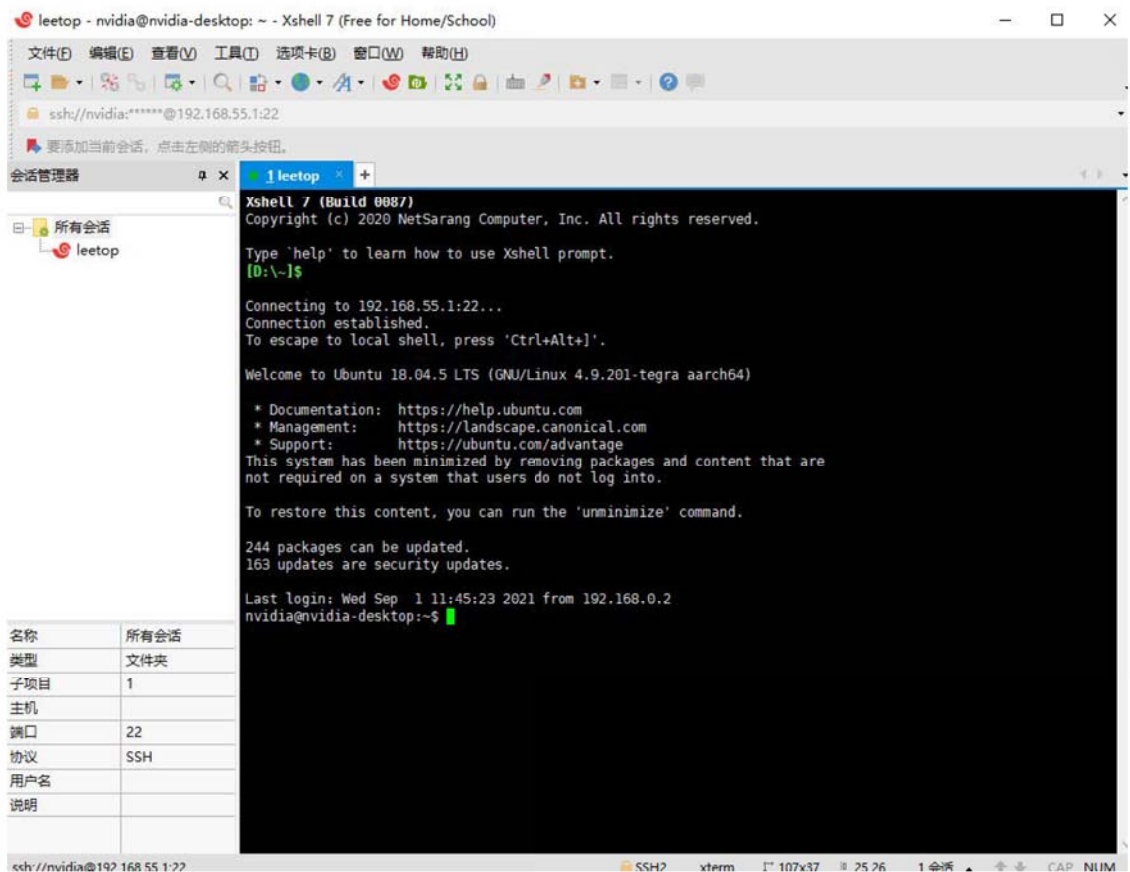 leetop - nvidia@nvidia-desktop: ~ - Xshell 7 (Free for Home/School)
文件(F) 编辑(E) 查看(V) 工具(T) 选项卡(B) 窗口(W) 帮助(H)
ssh://nvidia:******@192.168.55.1:22
要添加当前会话，点击左侧的箭头按钮。
会话管理器
所有会话
leetop
名称 所有会话
类型 文件夹
子项目 1
主机
端口 22
协议 SSH
用户名
说明
1 leetop
Xshell 7 (Build 0087)
Copyright (c) 2020 NetSarang Computer, Inc. All rights reserved.
Type `help' to learn how to use Xshell prompt.
[D:\~]$
Connecting to 192.168.55.1:22...
Connection established.
To escape to local shell, press 'Ctrl+Alt+]'.
Welcome to Ubuntu 18.04.5 LTS (GNU/Linux 4.9.201-tegra aarch64)
* Documentation: https://help.ubuntu.com
* Management: https://landscape.canonical.com
* Support: https://ubuntu.com/advantage
This system has been minimized by removing packages and content that are
not required on a system that users do not log into.
To restore this content, you can run the 'unminimize' command.
244 packages can be updated.
163 updates are security updates.
Last login: Wed Sep 1 11:45:23 2021 from 192.168.0.2
nvidia@nvidia-desktop:~$
ssh://nvidia@192.168.55.1:22 SSH2 xterm 107x37 25,26 1 会话 CAP NUM